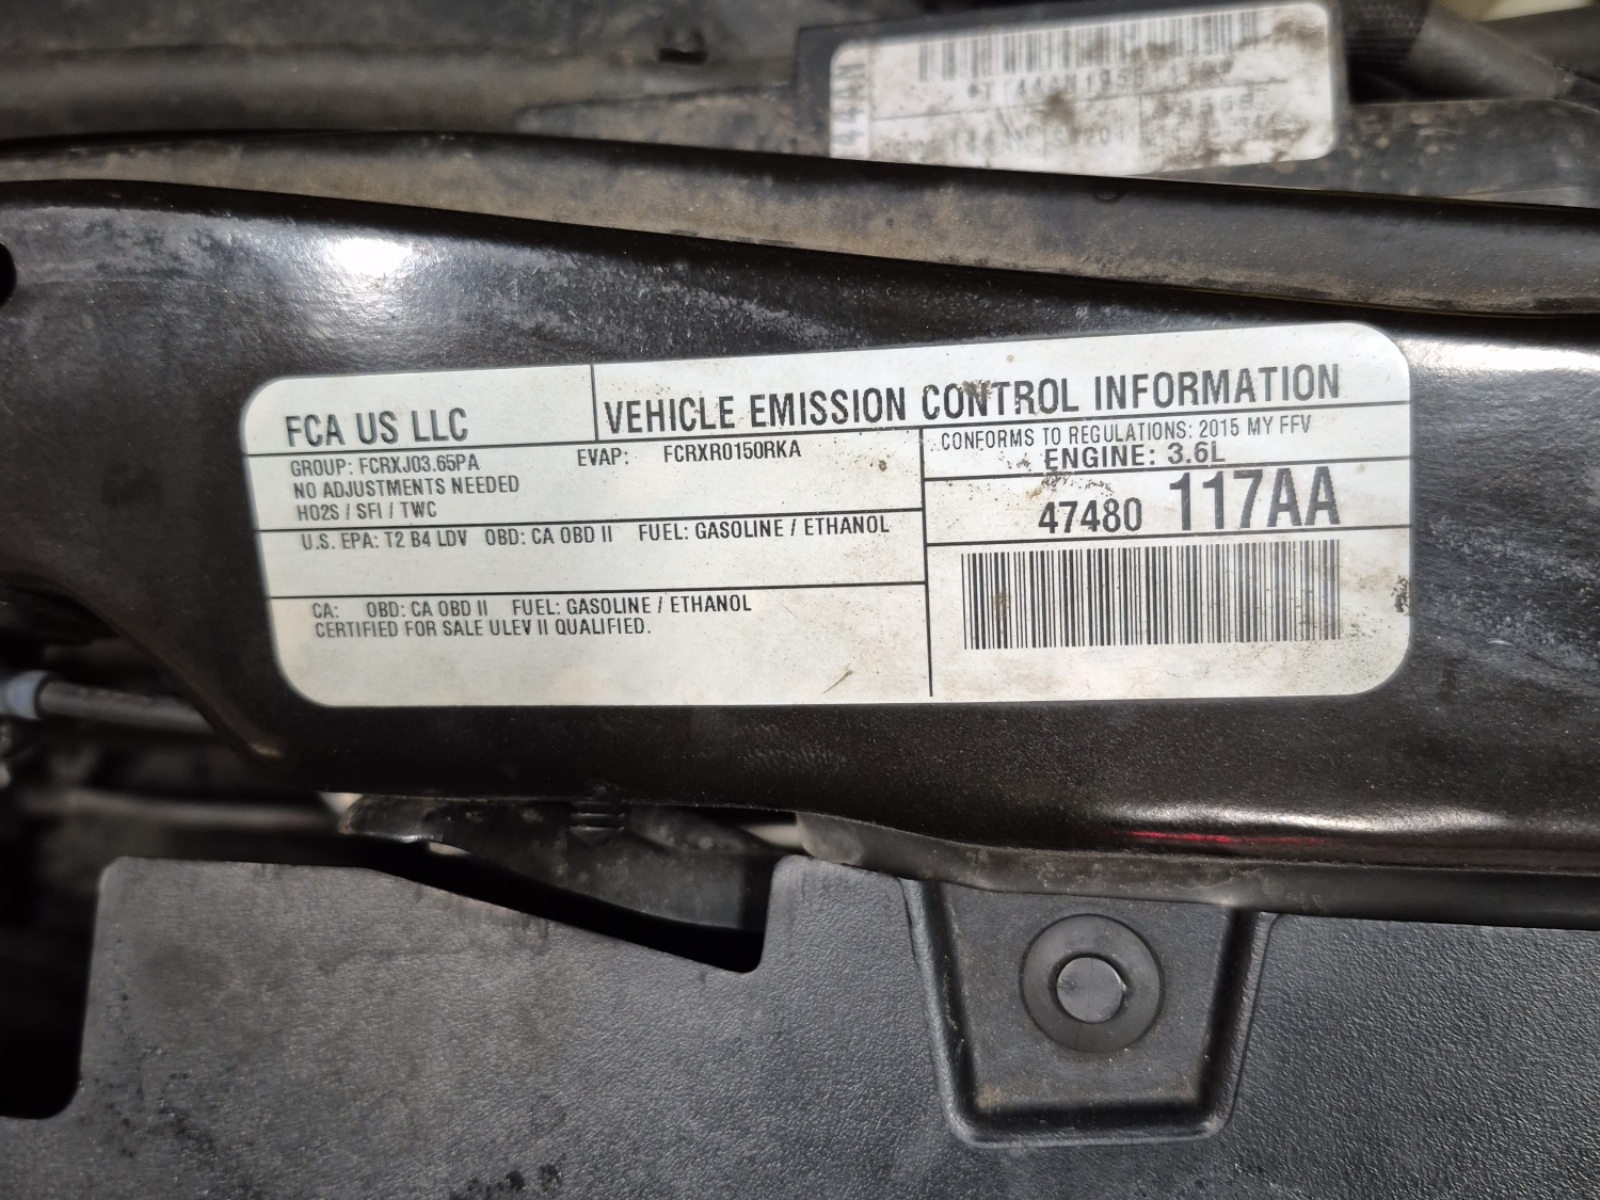 FCA US LLC
VEHICLE EMISSION CONTROL INFORMATION
GROUP: FCRXJ03.65PA
EVAP: FCRXR0150RKA
NO ADJUSTMENTS NEEDED
HO2S / SFI / TWC
CONFORMS TO REGULATIONS: 2015 MY FFV
ENGINE: 3.6L
47480 117AA
U.S. EPA: T2 B4 LDV OBD: CA OBD II FUEL: GASOLINE / ETHANOL
CA: OBD: CA OBD II FUEL: GASOLINE / ETHANOL
CERTIFIED FOR SALE ULEV II QUALIFIED.